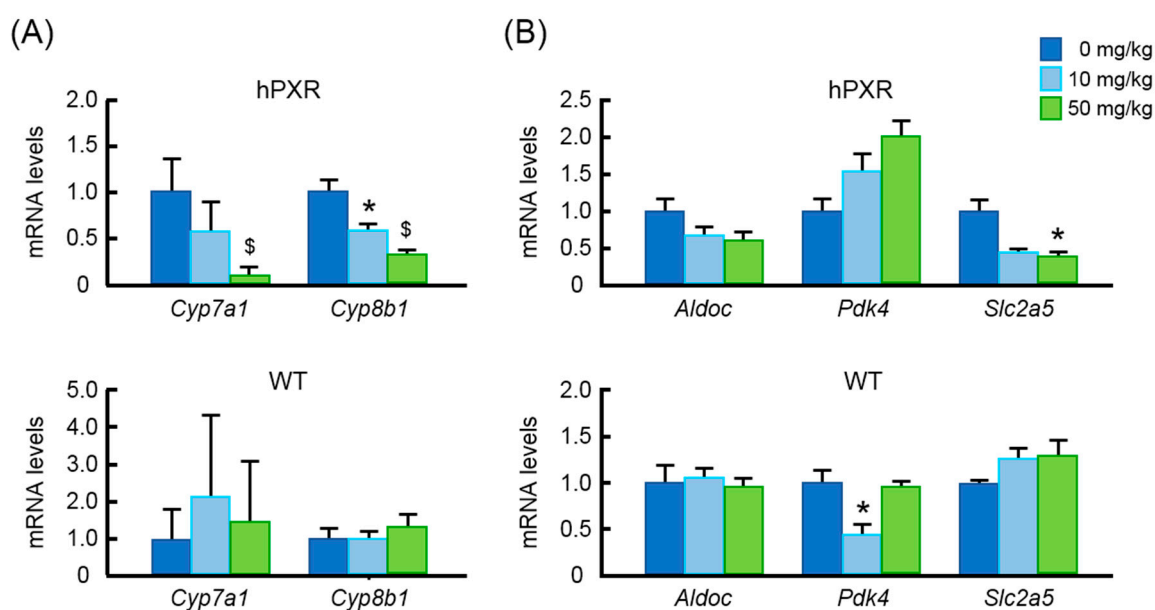 (A)
hPXR
mRNA levels
2.0
1.5
1.0
0.5
0
* $ $
Cyp7a1 Cyp8b1
WT
mRNA levels
5.0
4.0
3.0
2.0
1.0
0
Cyp7a1 Cyp8b1
(B)
0 mg/kg
10 mg/kg
50 mg/kg
hPXR
mRNA levels
2.5
2.0
1.5
1.0
0.5
0
*
Aldoc Pdk4 Slc2a5
WT
mRNA levels
2.0
1.5
1.0
0.5
0
*
Aldoc Pdk4 Slc2a5